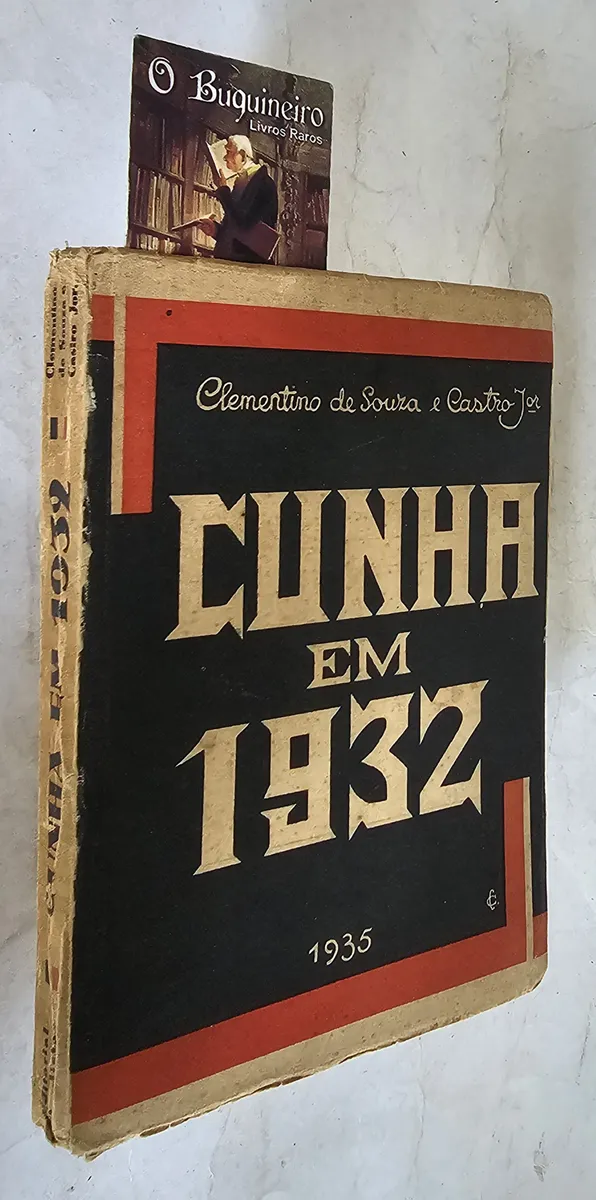 O Buquineiro
Livros Raros
Clementino de Souza e Castro Jor
CUNHA
EM
1932
1935
Clementino
de Souza e
Castro Jor.
CUNHA EM 1932